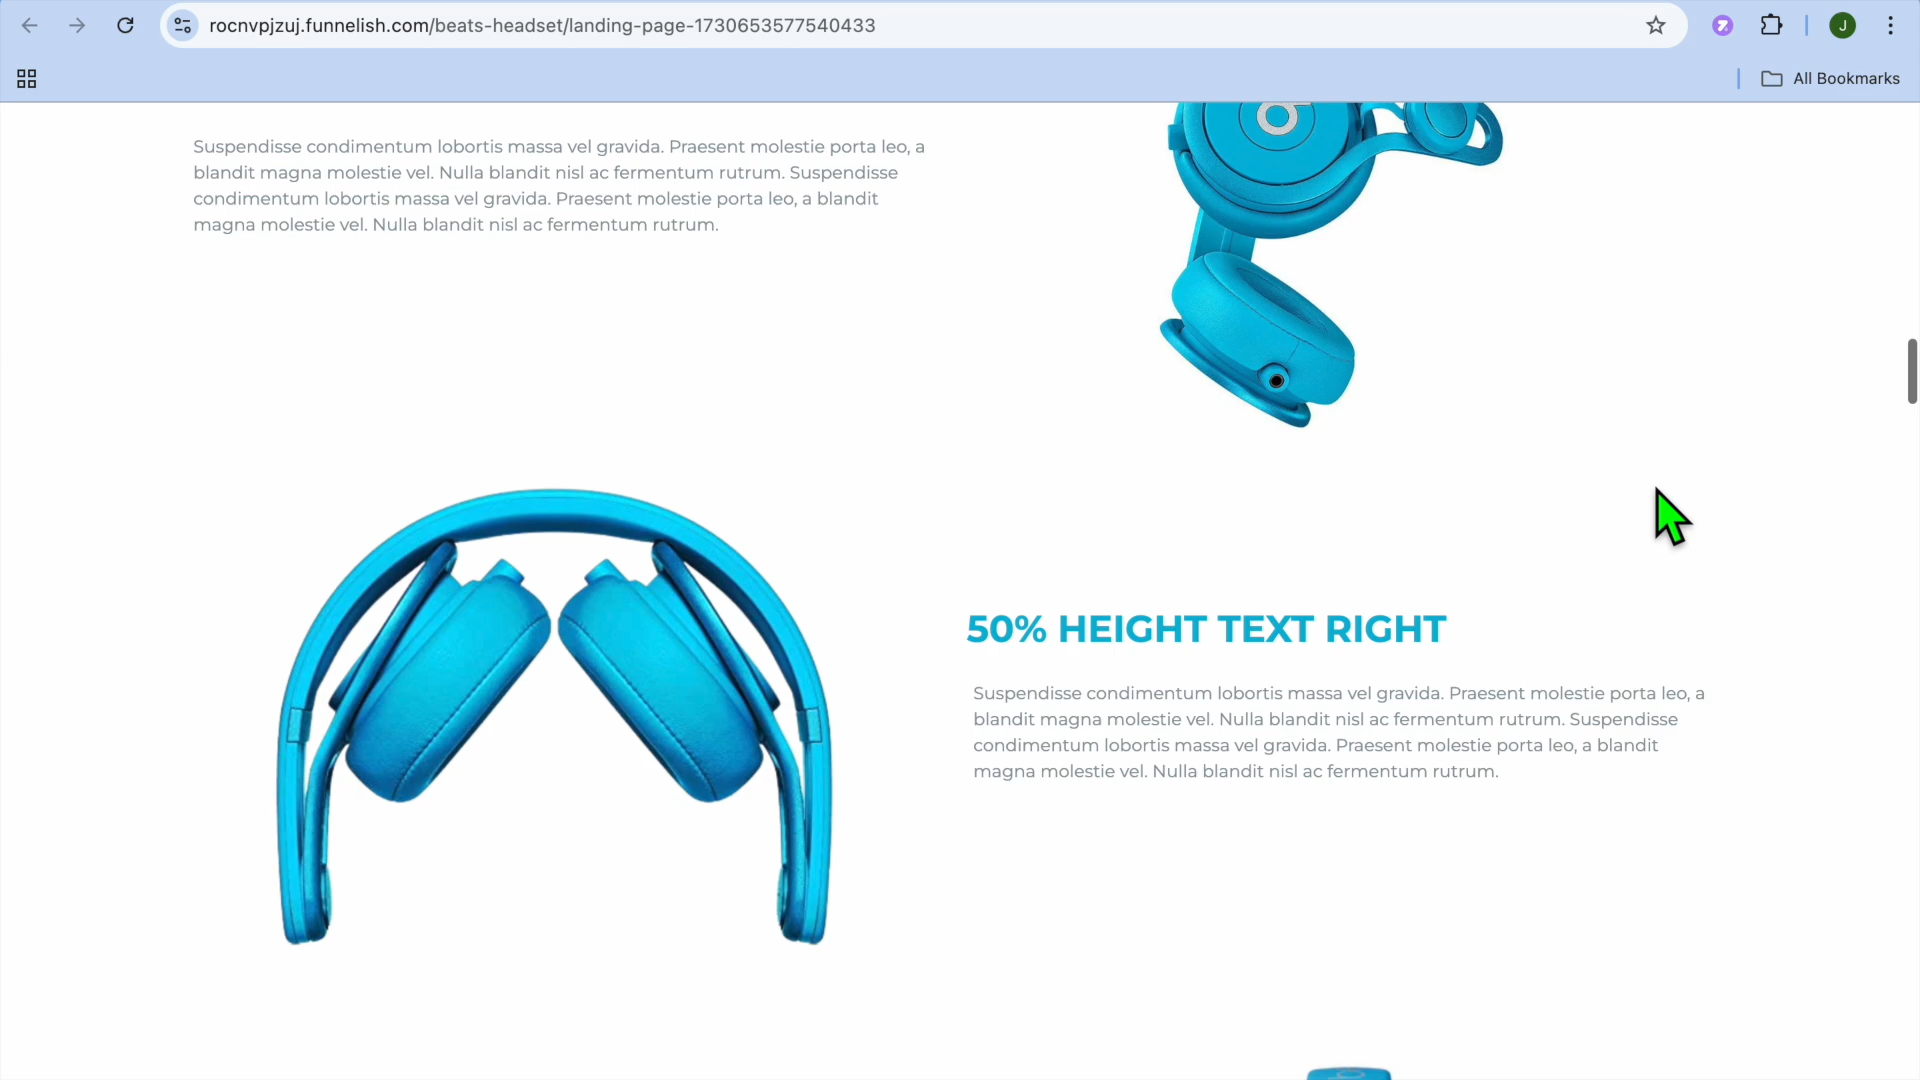 rocnvpjzuj.funnelish.com/beats-headset/landing-page-1730653577540433
J
All Bookmarks
Suspendisse condimentum lobortis massa vel gravida. Praesent molestie porta leo, a
blandit magna molestie vel. Nulla blandit nisl ac fermentum rutrum. Suspendisse
condimentum lobortis massa vel gravida. Praesent molestie porta leo, a blandit
magna molestie vel. Nulla blandit nisl ac fermentum rutrum.
50% HEIGHT TEXT RIGHT
Suspendisse condimentum lobortis massa vel gravida. Praesent molestie porta leo, a
blandit magna molestie vel. Nulla blandit nisl ac fermentum rutrum. Suspendisse
condimentum lobortis massa vel gravida. Praesent molestie porta leo, a blandit
magna molestie vel. Nulla blandit nisl ac fermentum rutrum.